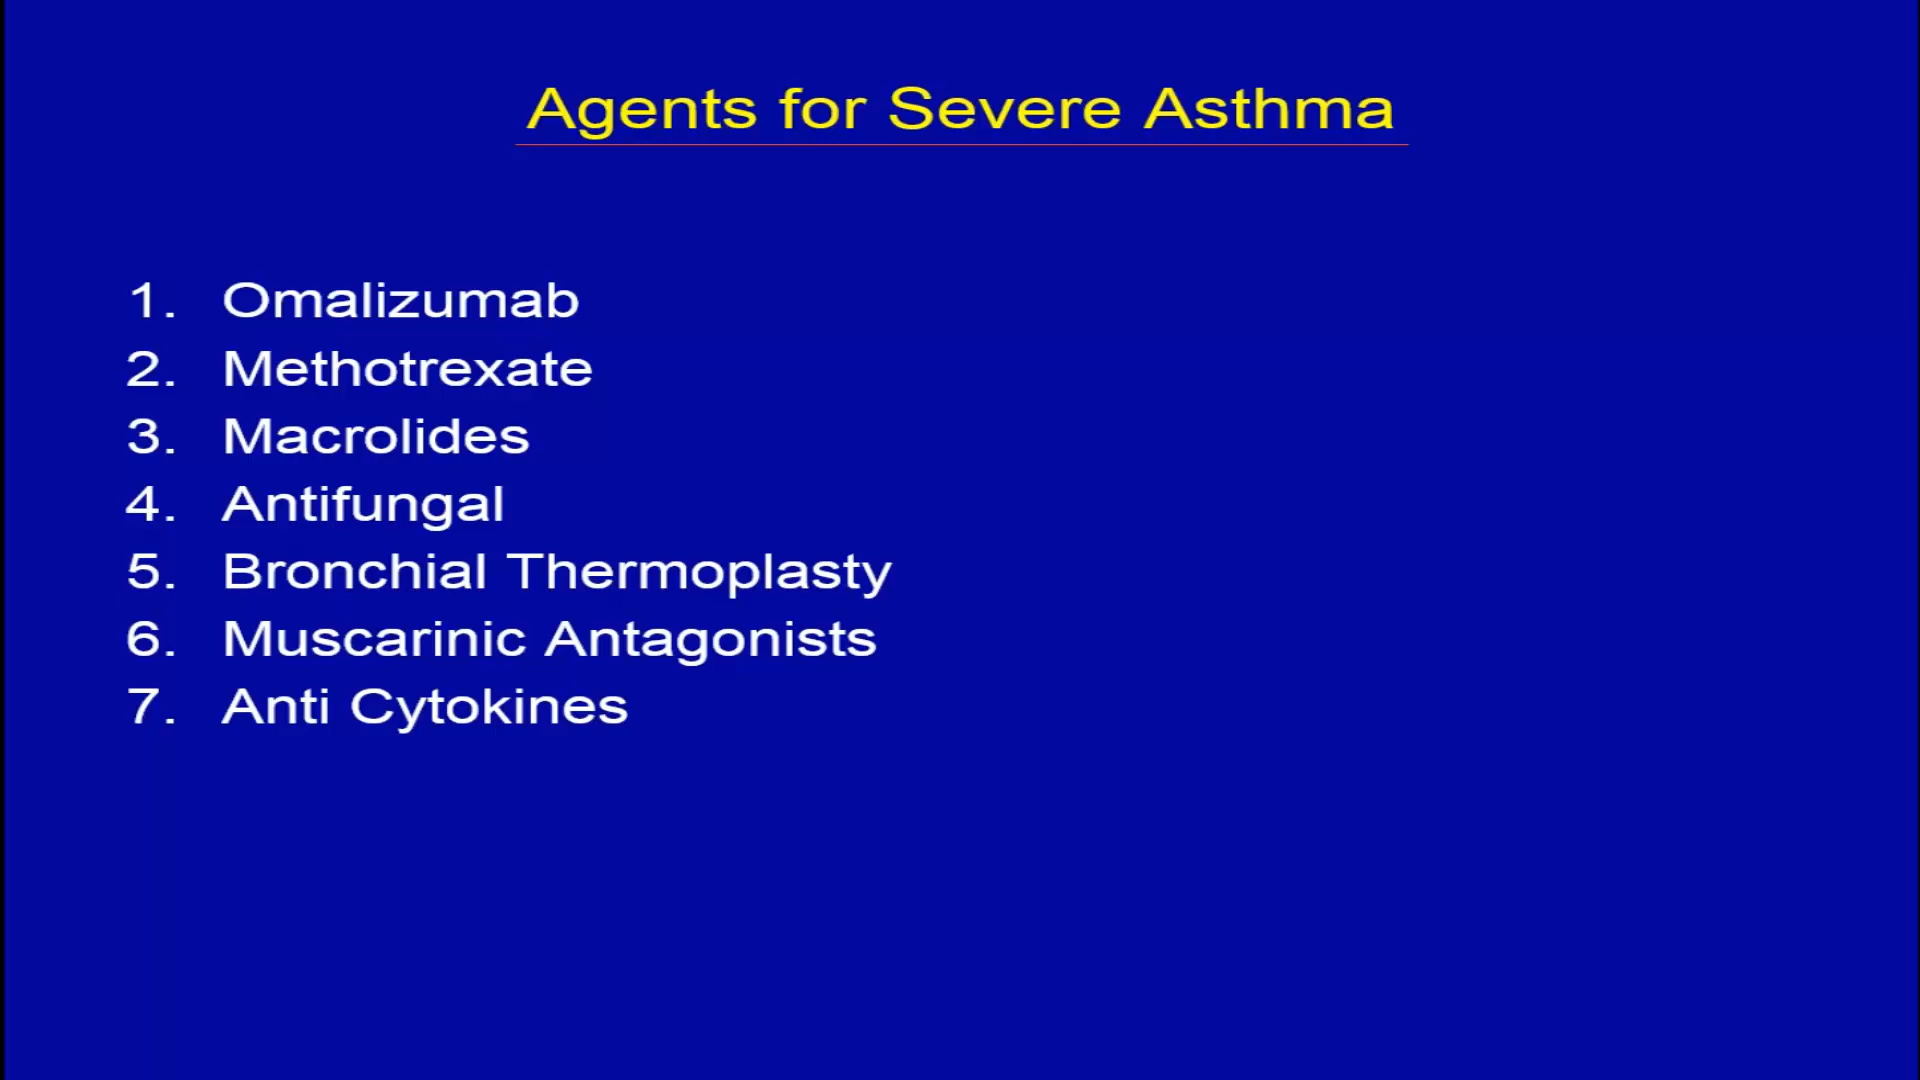 Agents for Severe Asthma
1. Omalizumab
2. Methotrexate
3. Macrolides
4. Antifungal
5. Bronchial Thermoplasty
6. Muscarinic Antagonists
7. Anti Cytokines